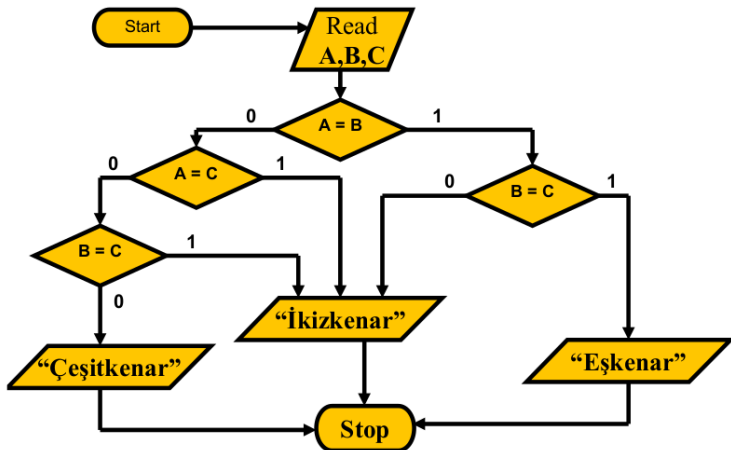 Start
Read
A,B,C
0
A = B
1
0
A = C
1
0
B = C
1
B = C
1
0
“İkizkenar”
“Çeşitkenar”
“Eşkenar”
Stop